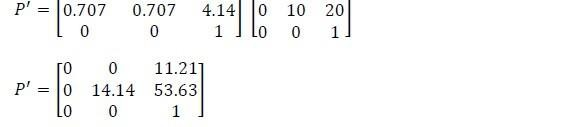 P′ = [0.707 0.707 4.14] [0 10 20]
0 0 1 0 0 1
[0 0 11.21]
P′ = [0 14.14 53.63]
[0 0 1]